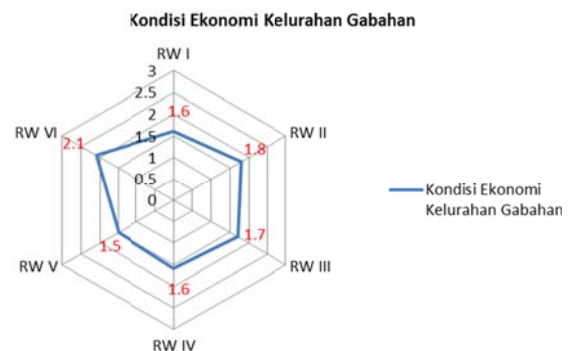 Kondisi Ekonomi Kelurahan Gabahan
RW I
3
2.5
2
1.5
1
0.5
0
1.6
RW II
1.8
RW III
1.7
RW IV
1.6
RW V
1.5
RW VI
2.1
Kondisi Ekonomi
Kelurahan Gabahan